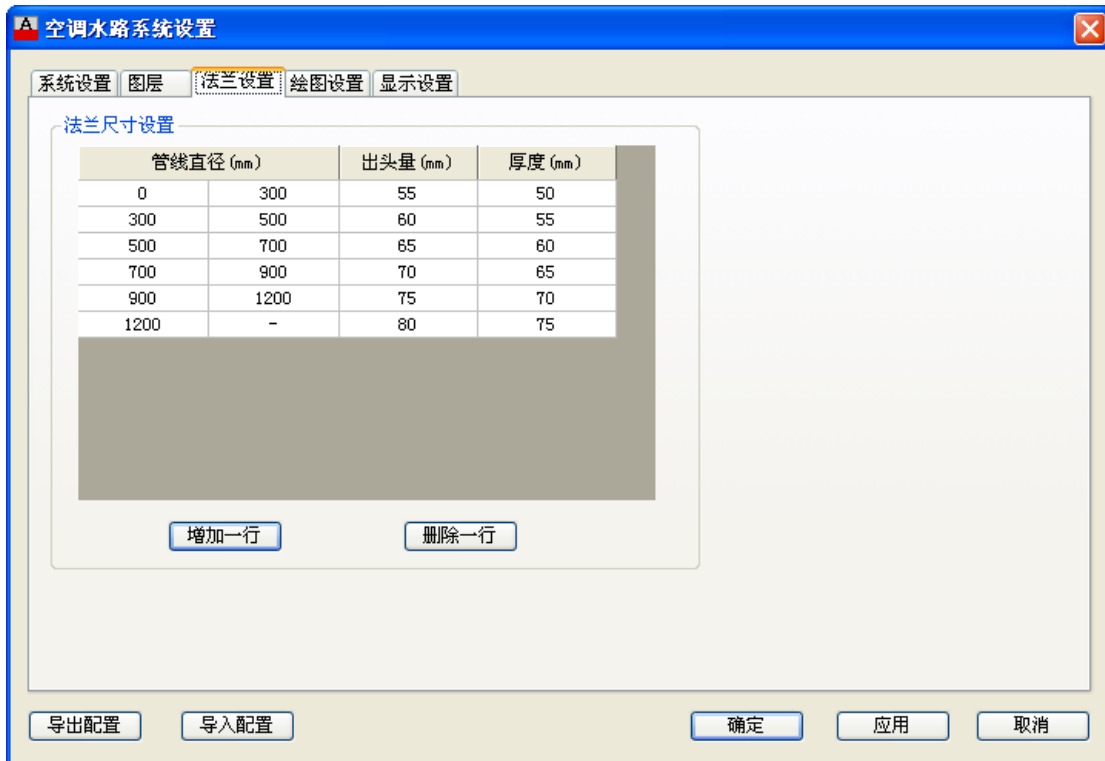 空调水路系统设置
系统设置 图层 法兰设置 绘图设置 显示设置
法兰尺寸设置
管线直径(mm) 出头量(mm) 厚度(mm)
0 300 55 50
300 500 60 55
500 700 65 60
700 900 70 65
900 1200 75 70
1200 - 80 75
增加一行 删除一行
导出配置 导入配置 确定 应用 取消